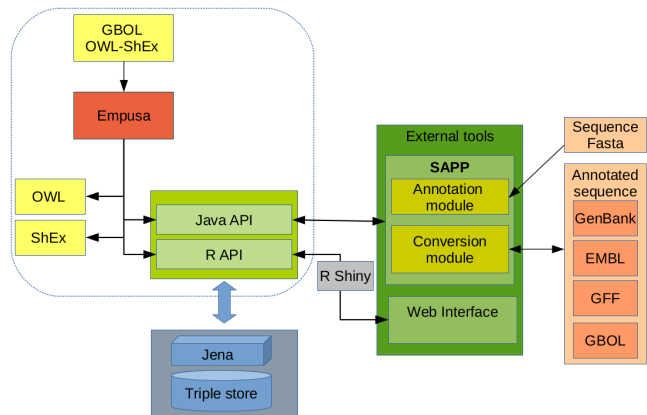 GBOL
OWL-ShEx
Empusa
OWL
ShEx
Java API
R API
R Shiny
Jena
Triple store
External tools
SAPP
Annotation
module
Conversion
module
Web Interface
Sequence
Fasta
Annotated
sequence
GenBank
EMBL
GFF
GBOL